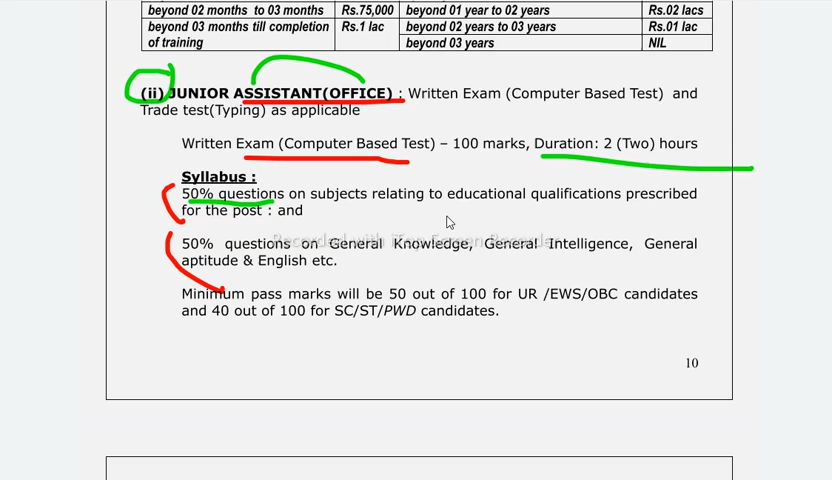 beyond 02 months to 03 months Rs.75,000 beyond 01 year to 02 years Rs.02 lacs
beyond 03 months till completion of training Rs.1 lac beyond 02 years to 03 years Rs.01 lac
beyond 03 years NIL
(ii) JUNIOR ASSISTANT(OFFICE) : Written Exam (Computer Based Test) and
Trade test(Typing) as applicable
Written Exam (Computer Based Test) – 100 marks, Duration: 2 (Two) hours
Syllabus :
50% questions on subjects relating to educational qualifications prescribed
for the post : and
50% questions on General Knowledge, General Intelligence, General
aptitude & English etc.
Recorded with iTop Screen Recorder
Minimum pass marks will be 50 out of 100 for UR /EWS/OBC candidates
and 40 out of 100 for SC/ST/PWD candidates.
10